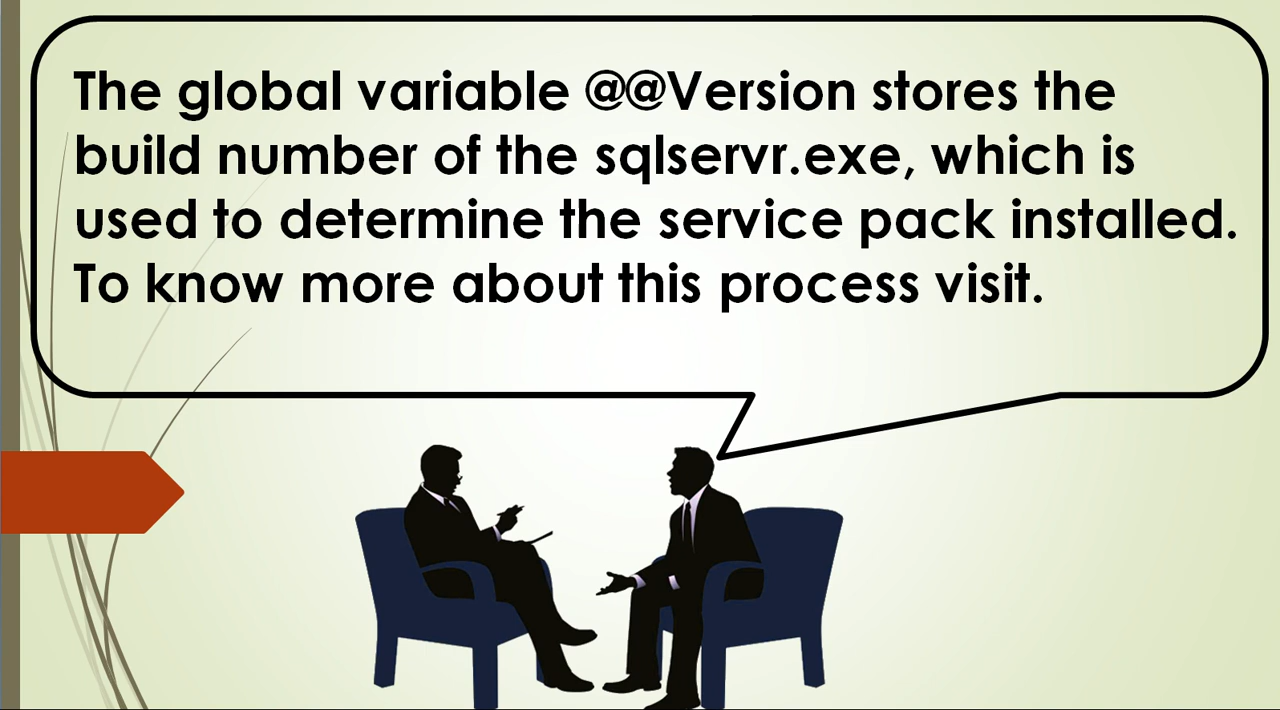 The global variable @@Version stores the
build number of the sqlservr.exe, which is
used to determine the service pack installed.
To know more about this process visit.